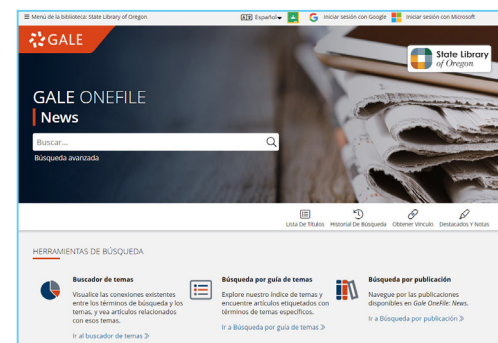 Menú de la biblioteca: State Library of Oregon
Español
Iniciar sesión con Google
Iniciar sesión con Microsoft
GALE
State Library
of Oregon
GALE ONEFILE
News
Buscar...
Búsqueda avanzada
Lista De Títulos
Historial De Búsqueda
Obtener Vínculo
Destacados Y Notas
HERRAMIENTAS DE BÚSQUEDA
Buscador de temas
Visualice las conexiones existentes
entre los términos de búsqueda y los
temas, y vea artículos relacionados
con esos temas.
Ir al buscador de temas »
Búsqueda por guía de temas
Explore nuestro índice de temas y
encuentre artículos etiquetados con
términos de temas específicos.
Ir a Búsqueda por guía de temas »
Búsqueda por publicación
Navegue por las publicaciones
disponibles en Gale OneFile: News.
Ir a Búsqueda por publicación »